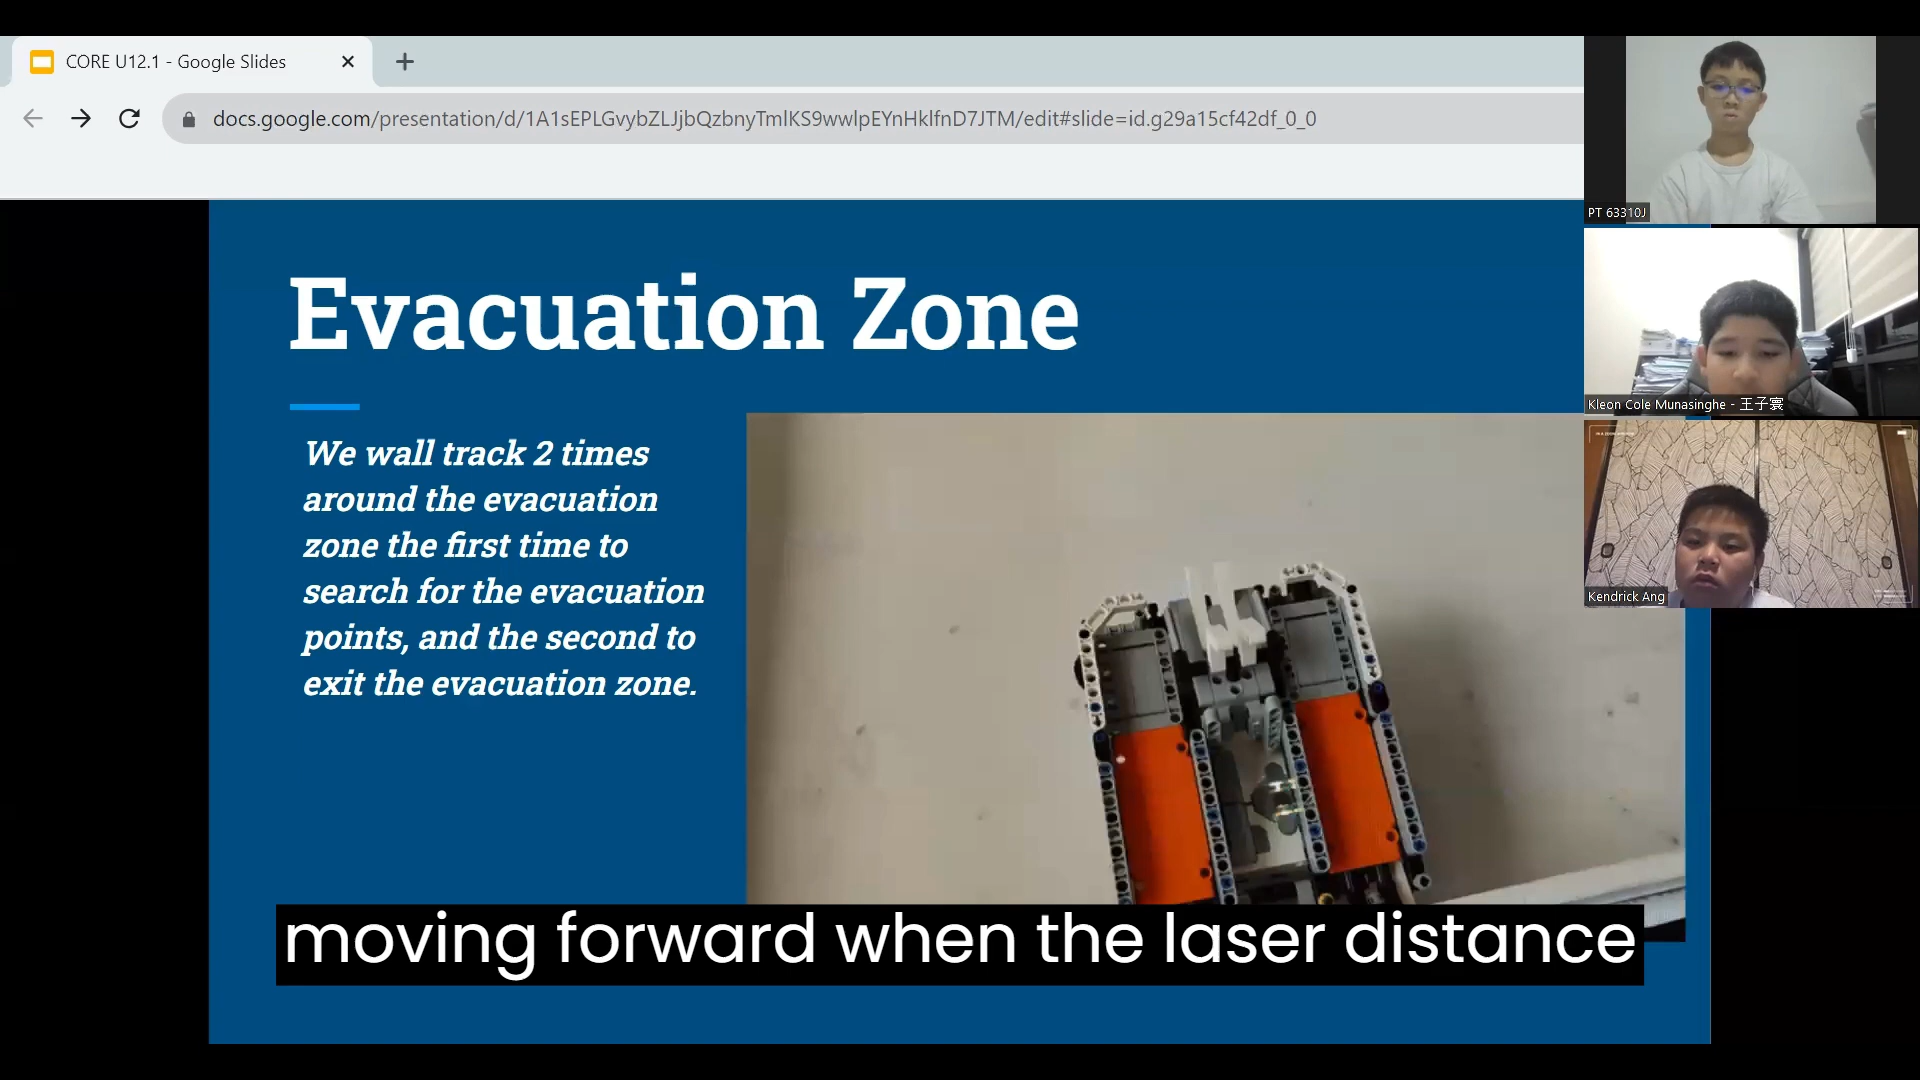 CORE U12.1 - Google Slides
docs.google.com/presentation/d/1A1sEPLGvybZLJjbQzbnyTmlKS9wwlpEYnHklfnD7JTM/edit#slide=id.g29a15cf42df_0_0
PT 63310J
Kleon Cole Munasinghe - 王子寰
Kendrick Ang
Evacuation Zone
We wall track 2 times
around the evacuation
zone the first time to
search for the evacuation
points, and the second to
exit the evacuation zone.
moving forward when the laser distance